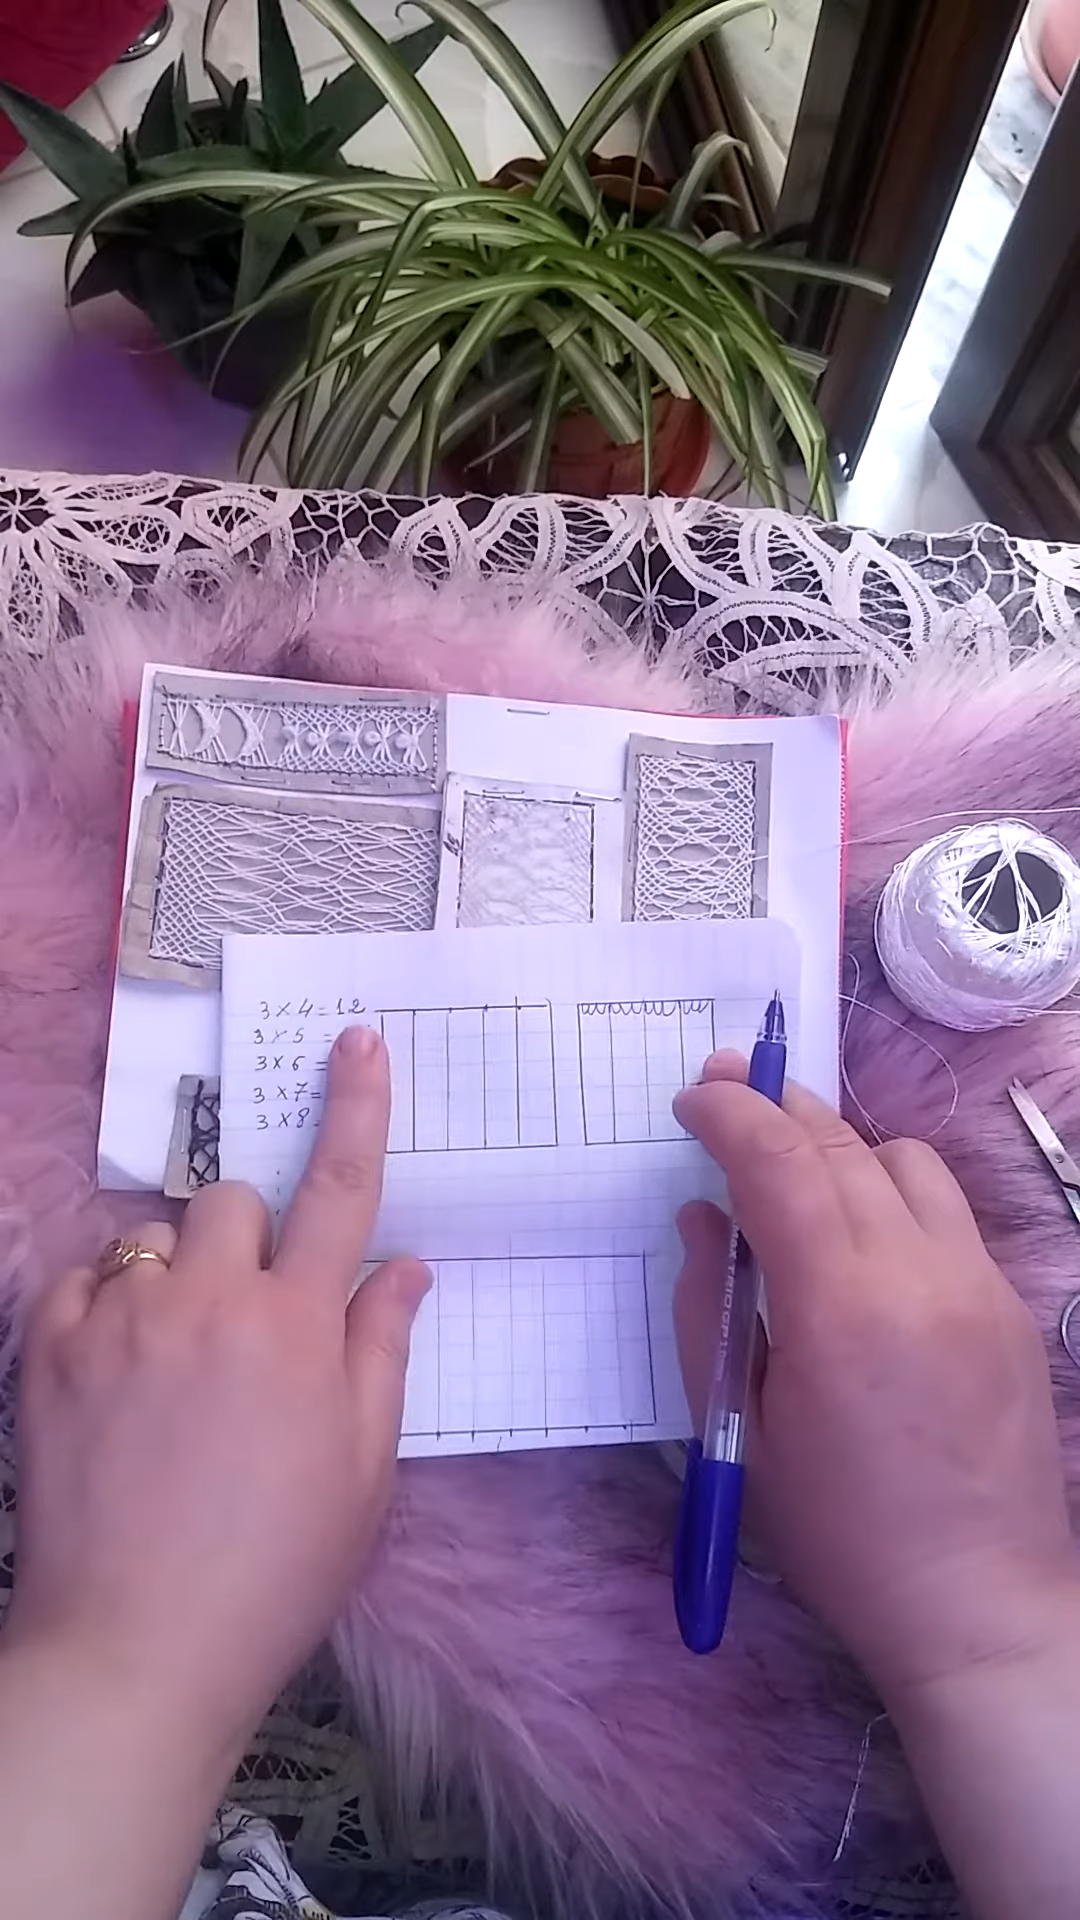 3 × 4 = 12
3 × 5 =
3 × 6 =
3 × 7 =
3 × 8